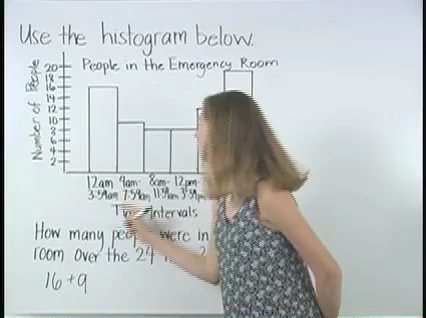 Use the histogram below.
People in the Emergency Room
Number of People
20
18
16
14
12
10
8
6
4
2
12am 4am- 8am- 12pm-
3:59am 7:59am 11:59am
Time Intervals
How many people were in
room over the 24
16+9